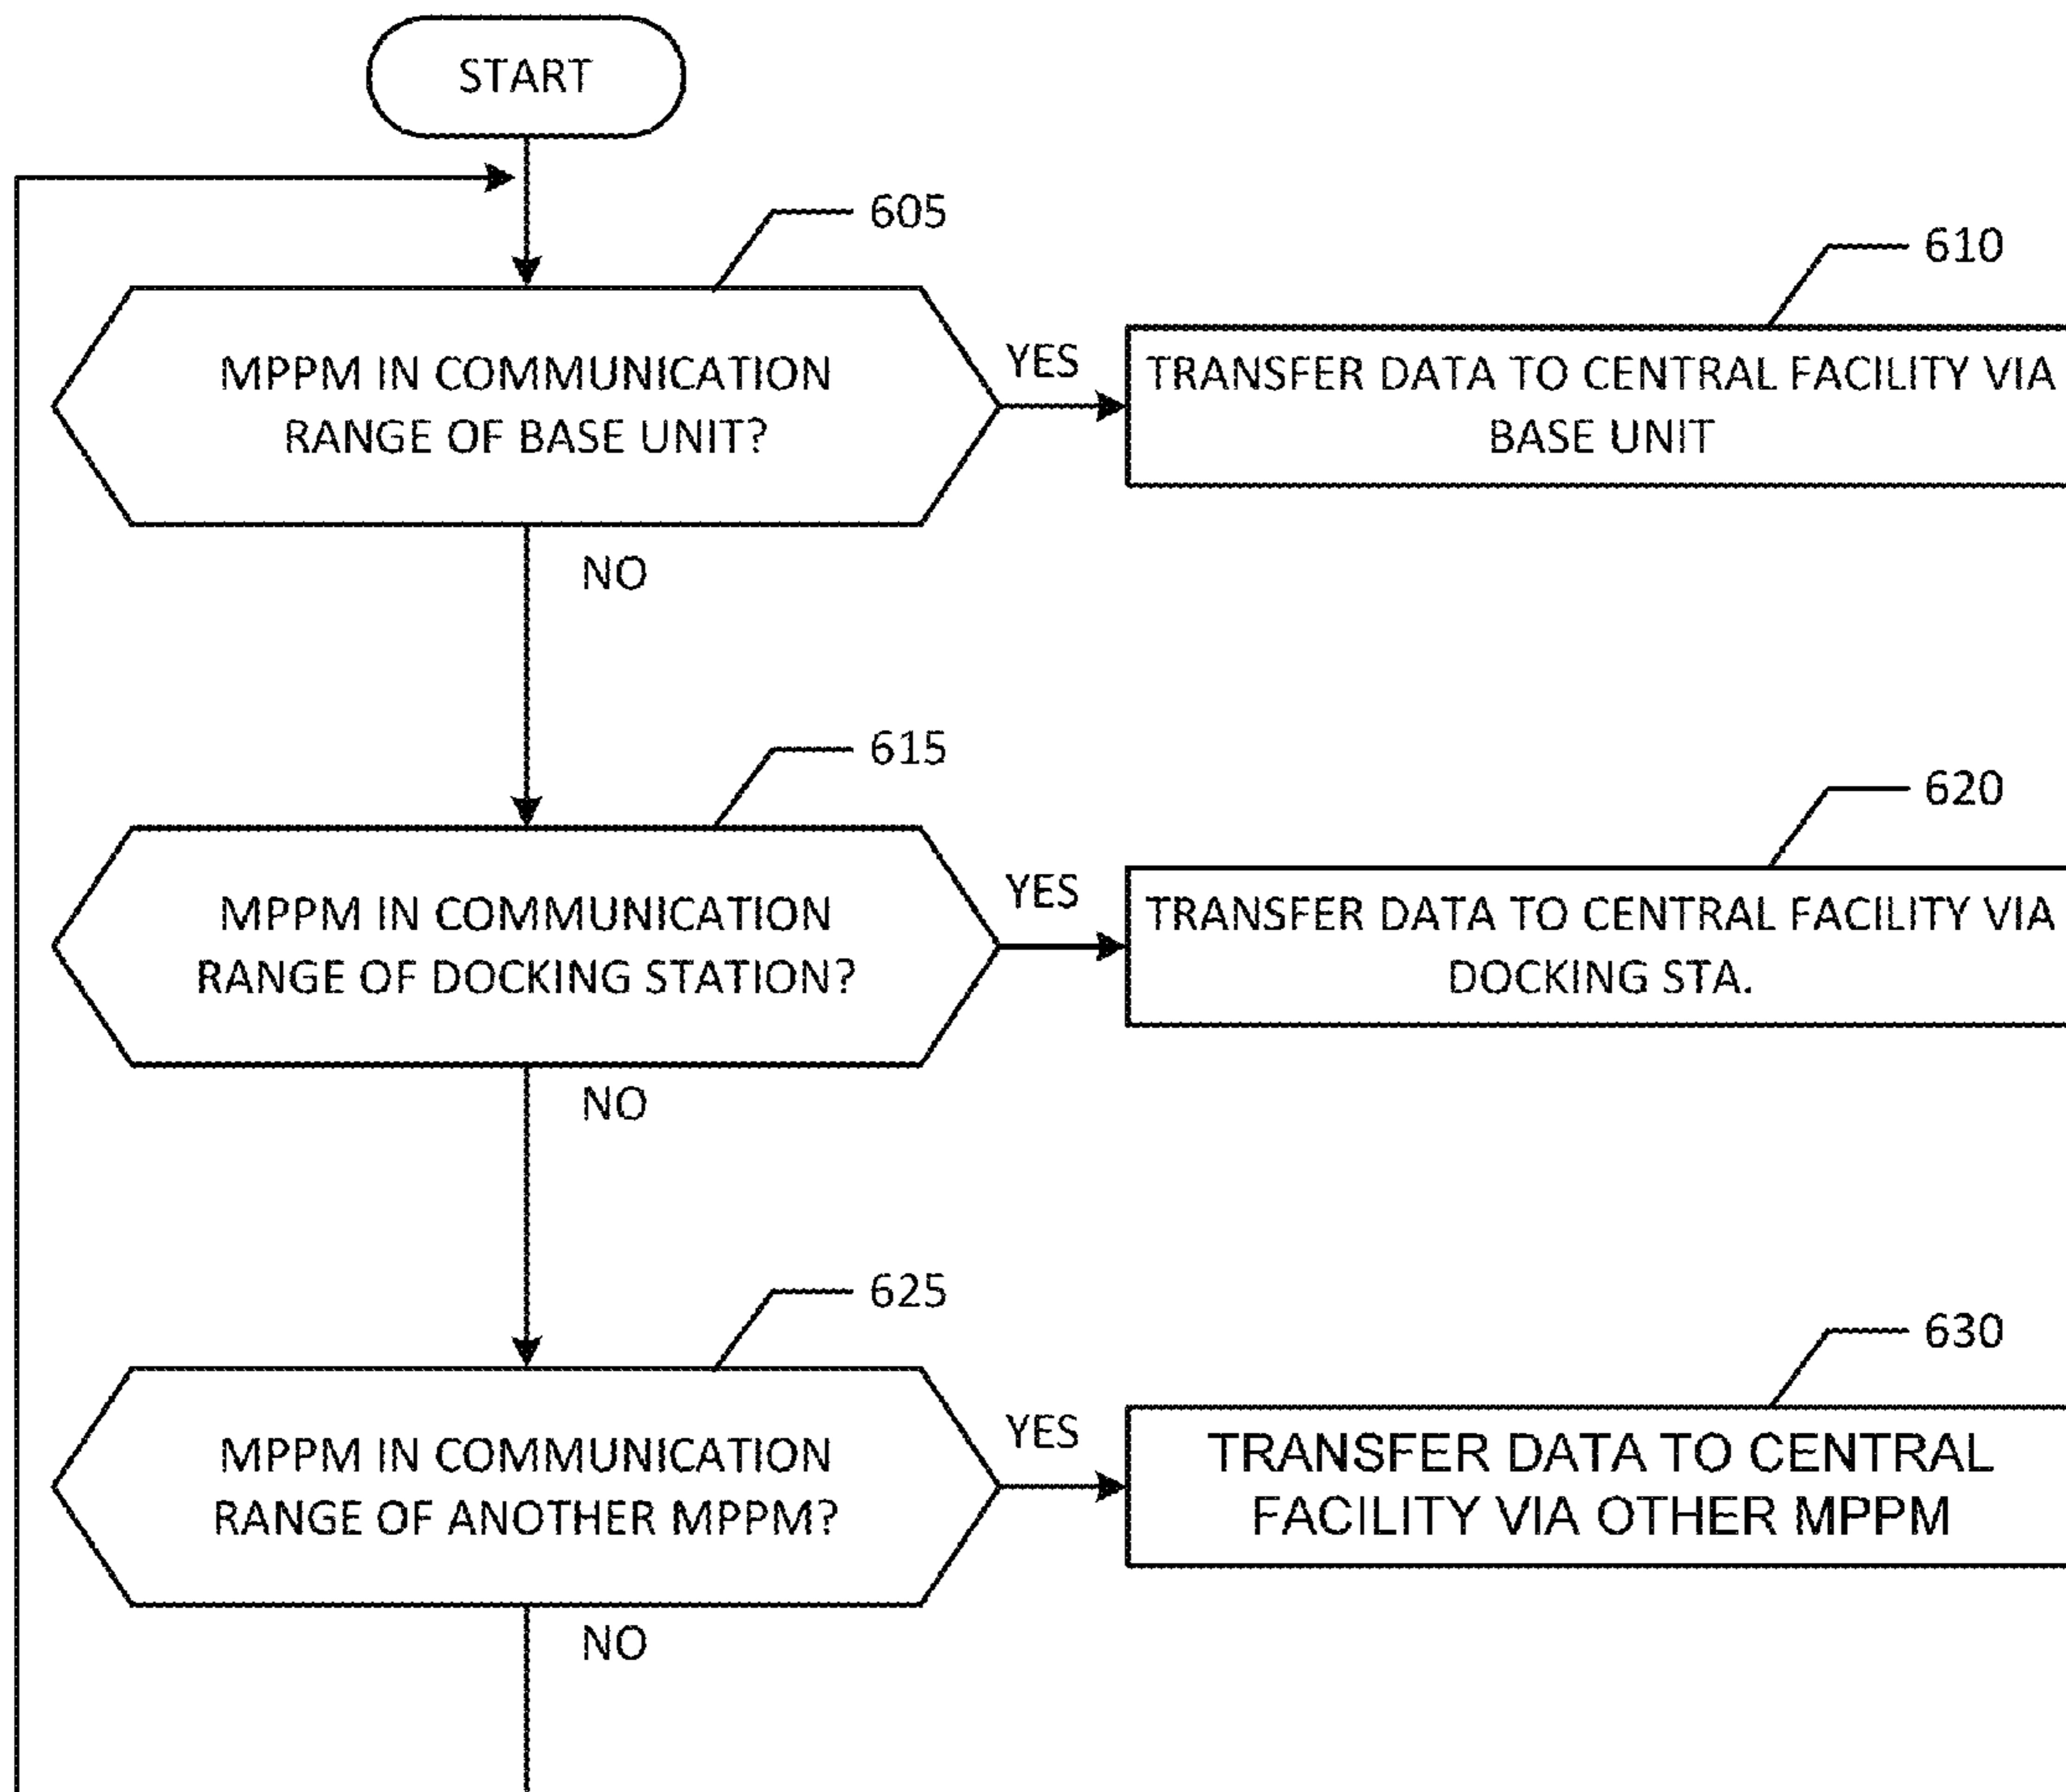 START
605
610
MPPM IN COMMUNICATION
RANGE OF BASE UNIT?
YES
TRANSFER DATA TO CENTRAL FACILITY VIA
BASE UNIT
NO
615
620
MPPM IN COMMUNICATION
RANGE OF DOCKING STATION?
YES
TRANSFER DATA TO CENTRAL FACILITY VIA
DOCKING STA.
NO
625
630
MPPM IN COMMUNICATION
RANGE OF ANOTHER MPPM?
YES
TRANSFER DATA TO CENTRAL
FACILITY VIA OTHER MPPM
NO